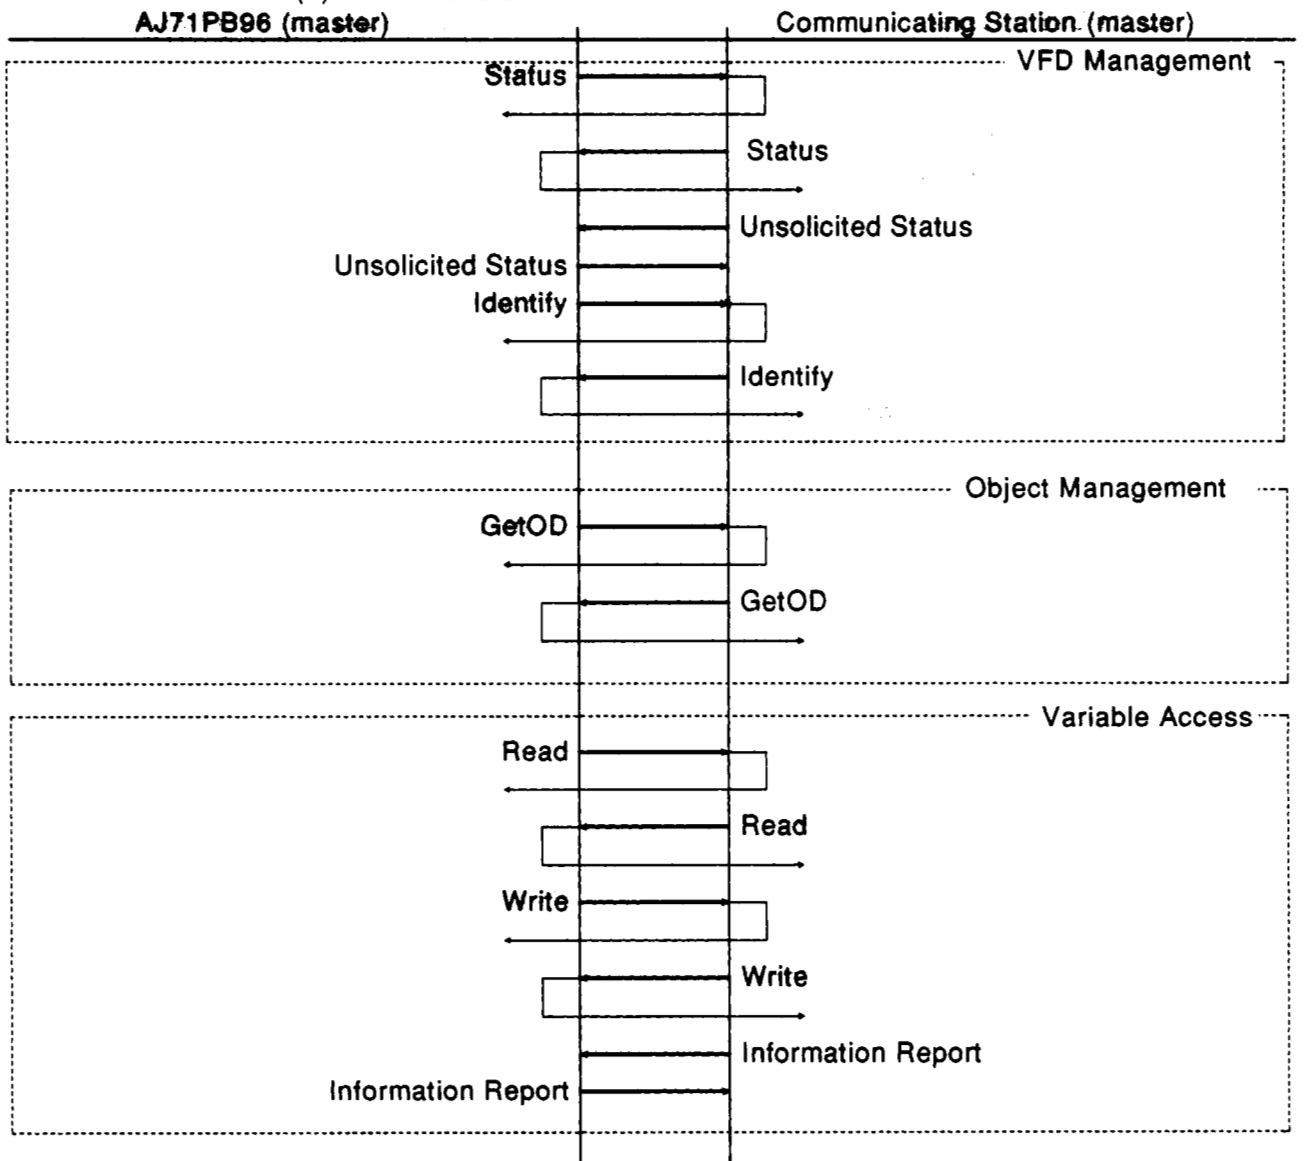 AJ71PB96 (master)
Communicating Station (master)
VFD Management
Status
Status
Unsolicited Status
Unsolicited Status
Identify
Identify
Object Management
GetOD
GetOD
Variable Access
Read
Read
Write
Write
Information Report
Information Report